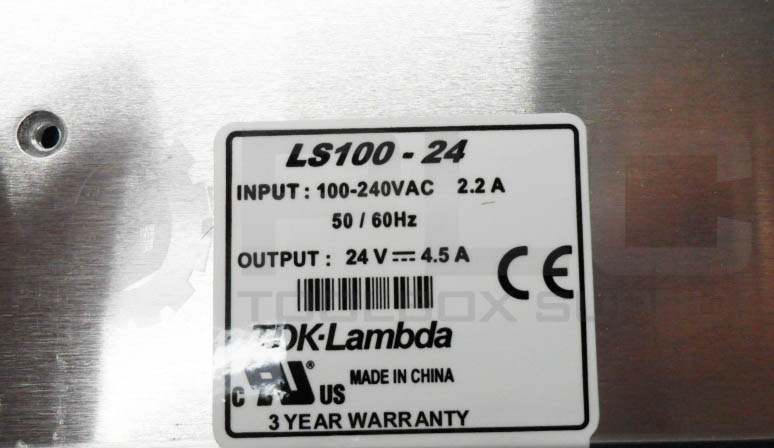 LS100 - 24
INPUT : 100-240VAC 2.2 A
50 / 60Hz
OUTPUT : 24 V⎓ 4.5 A
CE
TOOLBOX
TDK·Lambda
C US
®
MADE IN CHINA
3 YEAR WARRANTY